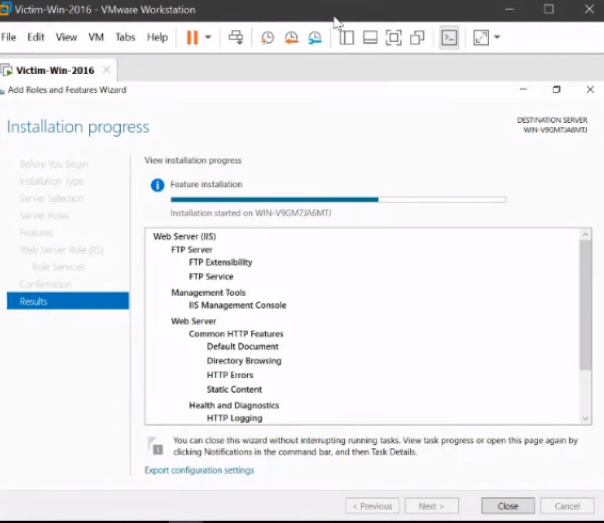 Victim-Win-2016 - VMware Workstation
File Edit View VM Tabs Help
Victim-Win-2016
Add Roles and Features Wizard
Installation progress
DESTINATION SERVER
WIN-V9GM7JA6MTJ
Before You Begin
Installation Type
Server Selection
Server Roles
Features
Web Server Role (IIS)
Role Services
Confirmation
Results
View installation progress
Feature installation
Installation started on WIN-V9GM7JA6MTJ
Web Server (IIS)
FTP Server
FTP Extensibility
FTP Service
Management Tools
IIS Management Console
Web Server
Common HTTP Features
Default Document
Directory Browsing
HTTP Errors
Static Content
Health and Diagnostics
HTTP Logging
You can close this wizard without interrupting running tasks. View task progress or open this page again by
clicking Notifications in the command bar, and then Task Details.
Export configuration settings
< Previous
Next >
Close
Cancel